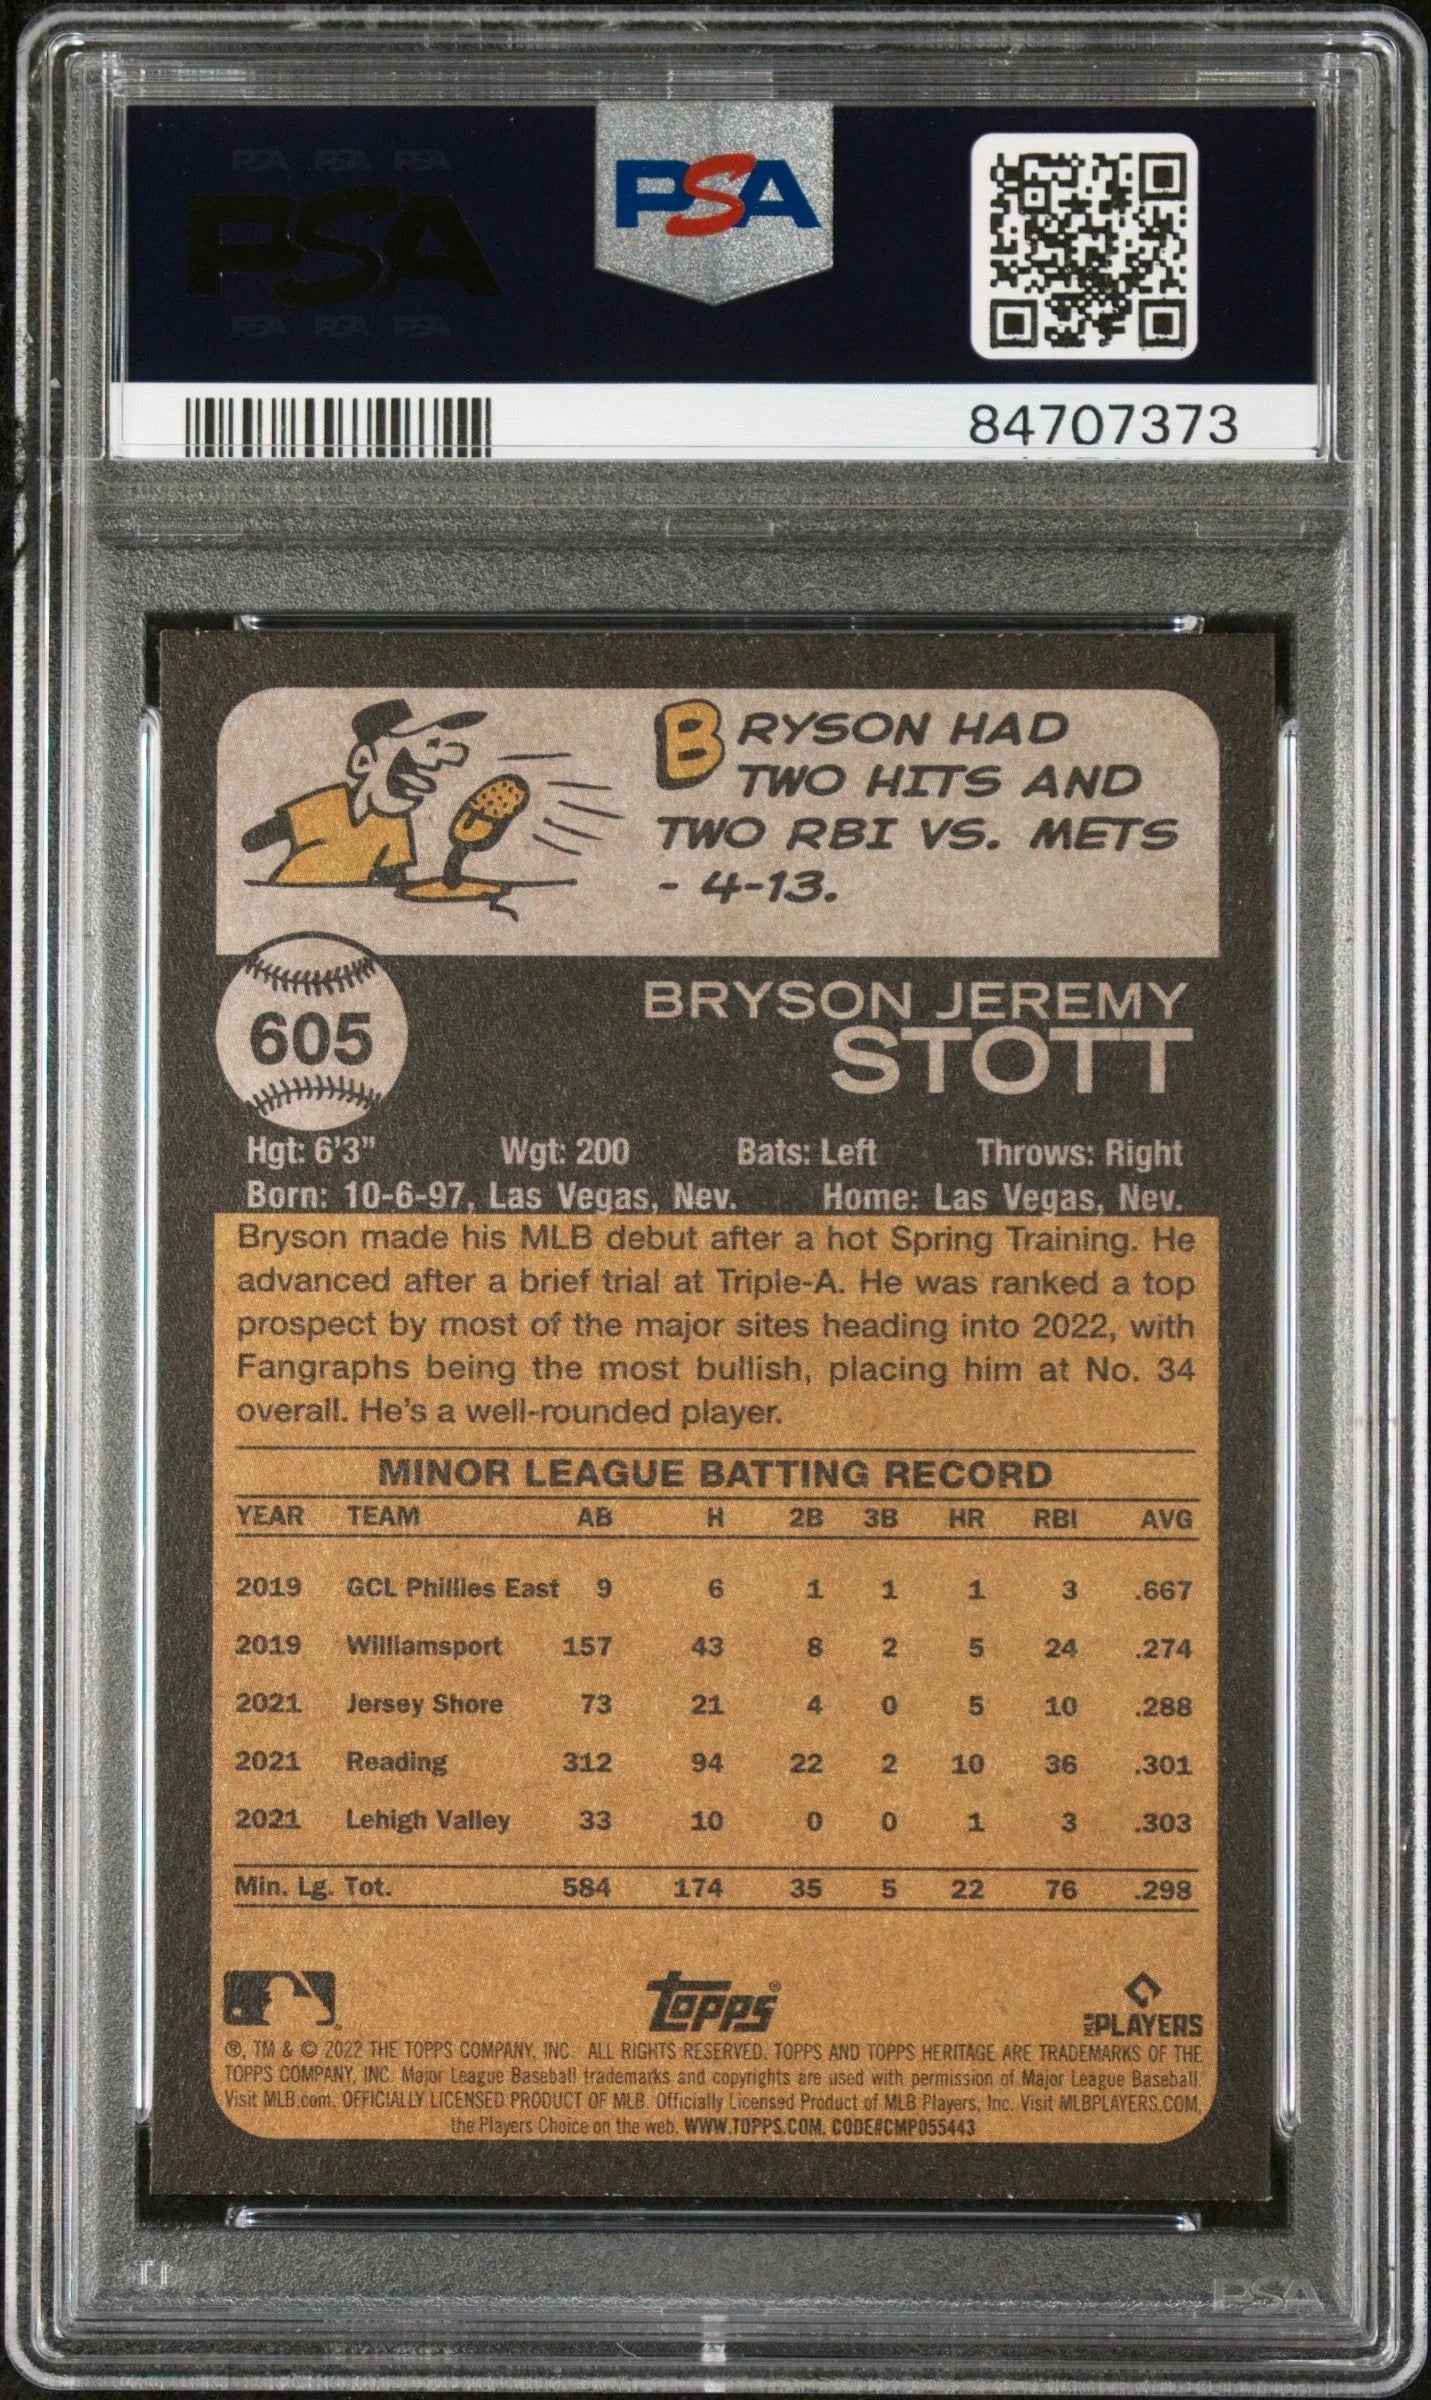 PSA PSA PSA
PSA
PSA PSA PSA
PSA
84707373
BRYSON HAD
TWO HITS AND
TWO RBI VS. METS
- 4-13.
605
BRYSON JEREMY
STOTT
Hgt: 6'3" Wgt: 200 Bats: Left Throws: Right
Born: 10-6-97, Las Vegas, Nev. Home: Las Vegas, Nev.
Bryson made his MLB debut after a hot Spring Training. He
advanced after a brief trial at Triple-A. He was ranked a top
prospect by most of the major sites heading into 2022, with
Fangraphs being the most bullish, placing him at No. 34
overall. He's a well-rounded player.
MINOR LEAGUE BATTING RECORD
YEAR TEAM AB H 2B 3B HR RBI AVG
2019 GCL Phillies East 9 6 1 1 1 3 .667
2019 Williamsport 157 43 8 2 5 24 .274
2021 Jersey Shore 73 21 4 0 5 10 .288
2021 Reading 312 94 22 2 10 36 .301
2021 Lehigh Valley 33 10 0 0 1 3 .303
Min. Lg. Tot. 584 174 35 5 22 76 .298
topps® MLB PLAYERS
®, TM & © 2022 THE TOPPS COMPANY, INC. ALL RIGHTS RESERVED. TOPPS AND TOPPS HERITAGE ARE TRADEMARKS OF THE
TOPPS COMPANY, INC. Major League Baseball trademarks and copyrights are used with permission of Major League Baseball.
Visit MLB.com. OFFICIALLY LICENSED PRODUCT OF MLB. Officially Licensed Product of MLB Players, Inc. Visit MLBPLAYERS.COM,
the Players Choice on the web. WWW.TOPPS.COM. CODE#CMP055443
PSA